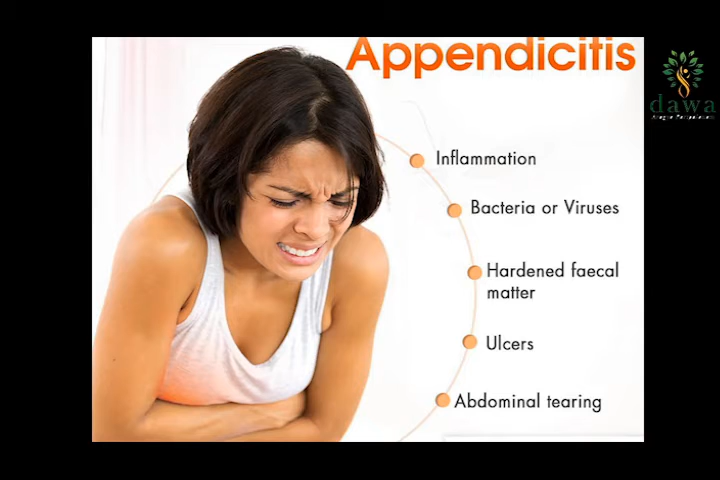 Appendicitis
dawa
Inflammation
Bacteria or Viruses
Hardened faecal
matter
Ulcers
Abdominal tearing